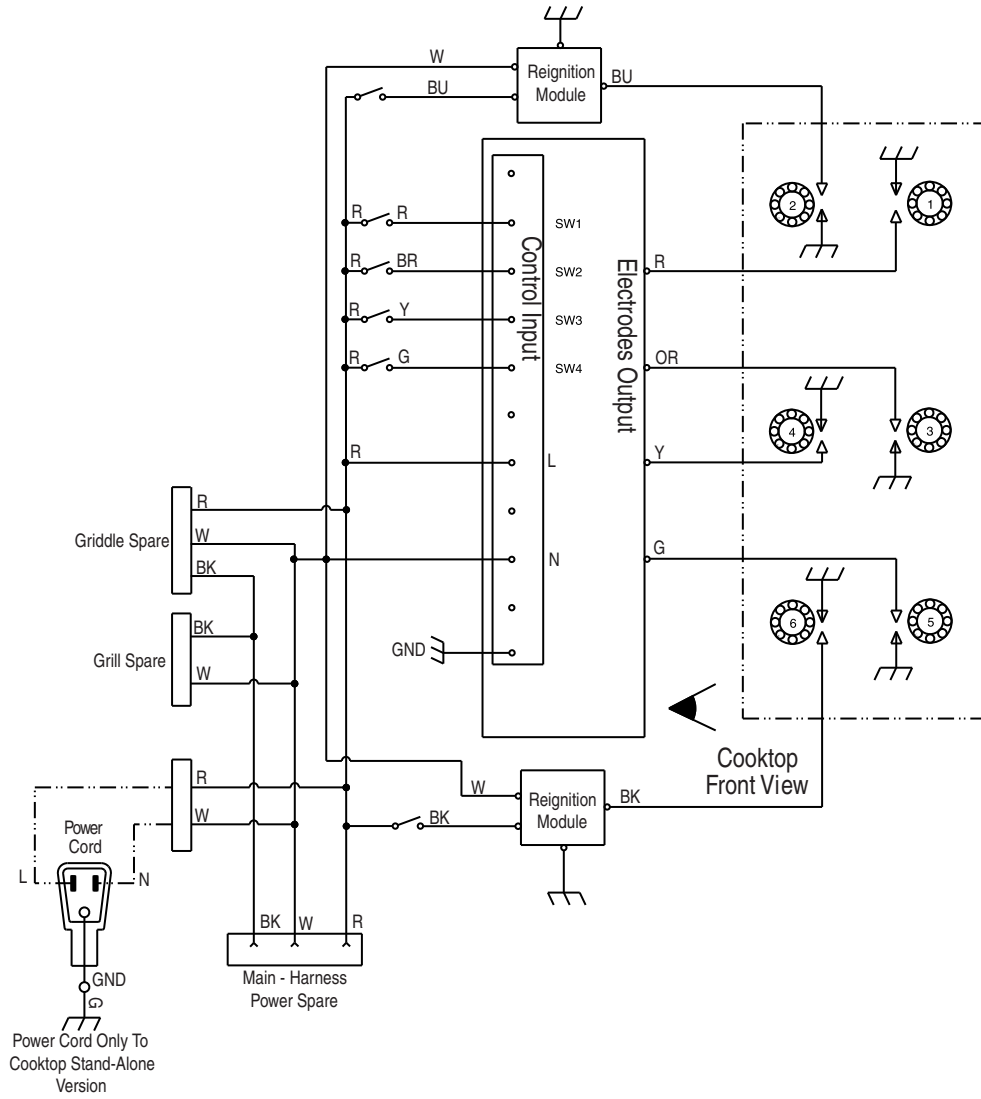 W
Reignition
Module
BU
BU
2
1
R
R
SW1
R
BR
SW2
R
R
Y
SW3
R
G
SW4
Control Input
Electrodes Output
OR
4
3
R
L
Y
R
Griddle Spare
W
N
G
BK
6
5
BK
Grill Spare
W
GND
Cooktop
Front View
R
W
Reignition
Module
BK
W
BK
Power
Cord
L
N
BK
W
R
GND
G
Main - Harness
Power Spare
Power Cord Only To
Cooktop Stand-Alone
Version